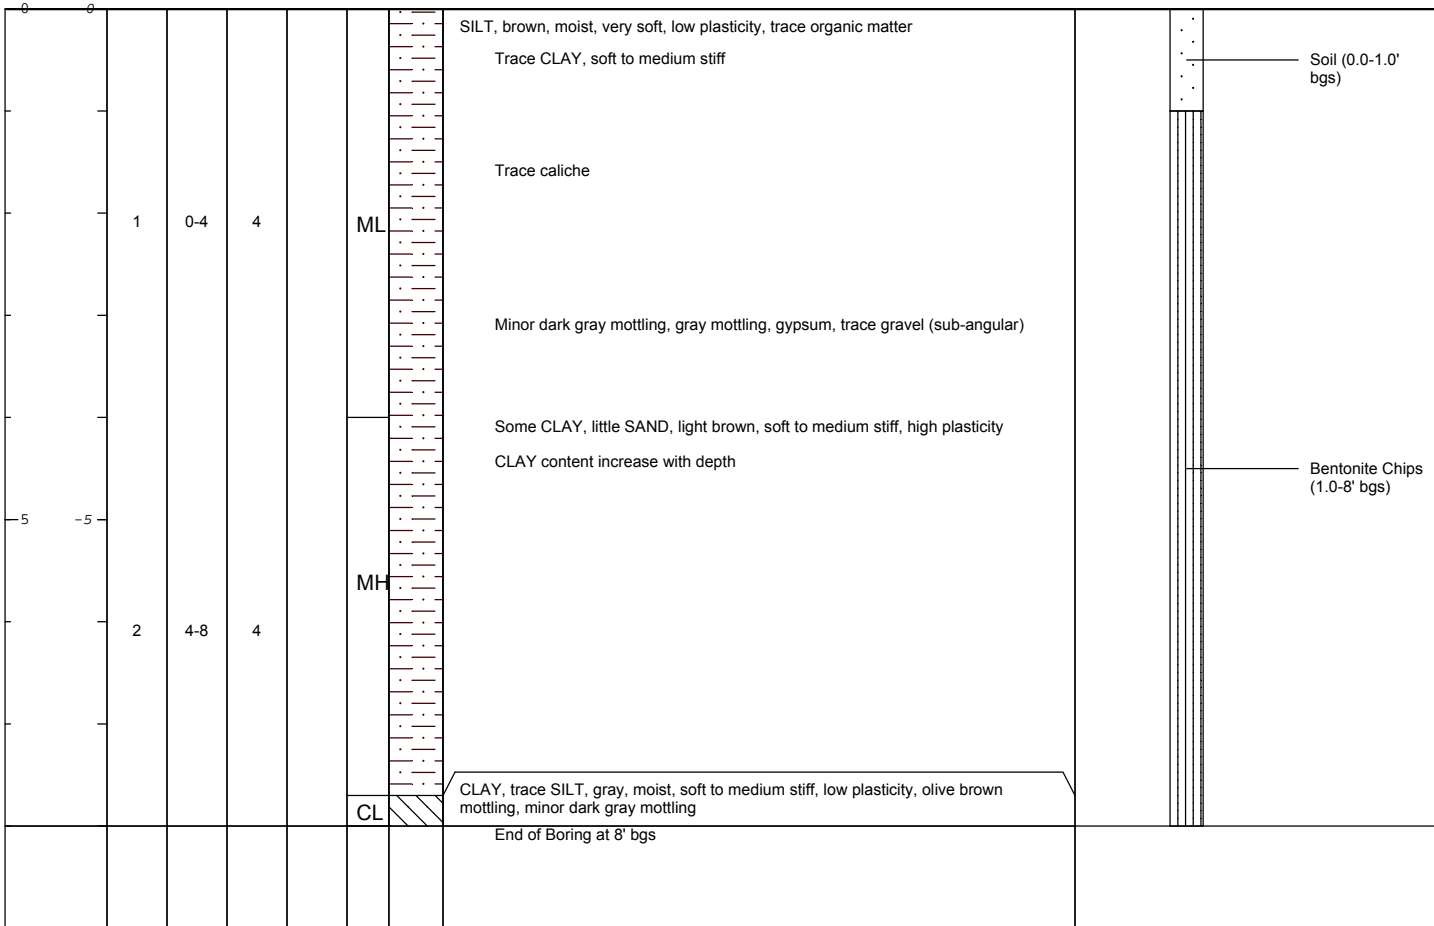 0
0
SILT, brown, moist, very soft, low plasticity, trace organic matter
Trace CLAY, soft to medium stiff
Soil (0.0-1.0'
bgs)
Trace caliche
1
0-4
4
ML
Minor dark gray mottling, gray mottling, gypsum, trace gravel (sub-angular)
Some CLAY, little SAND, light brown, soft to medium stiff, high plasticity
CLAY content increase with depth
Bentonite Chips
(1.0-8' bgs)
5
-5
MH
2
4-8
4
CLAY, trace SILT, gray, moist, soft to medium stiff, low plasticity, olive brown
mottling, minor dark gray mottling
CL
End of Boring at 8' bgs